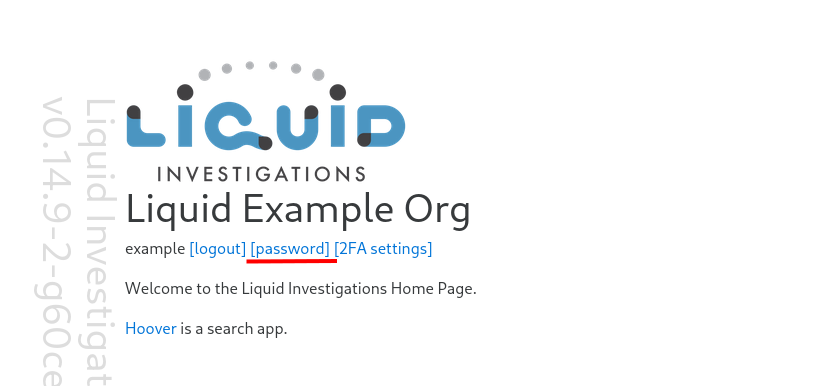 LIQUID
INVESTIGATIONS
Liquid Example Org
example [logout] [password] [2FA settings]
Welcome to the Liquid Investigations Home Page.
Hoover is a search app.
Liquid Investigat
v0.14.9-2-g60ce